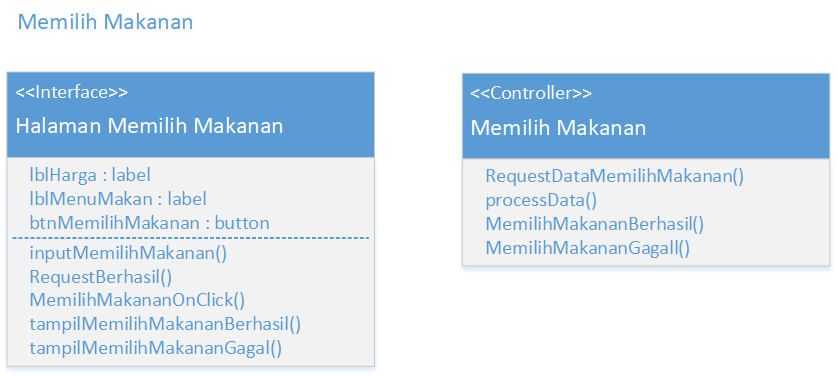 Memilih Makanan
<<Interface>>
Halaman Memilih Makanan
lblHarga : label
lblMenuMakan : label
btnMemilihMakanan : button
inputMemilihMakanan()
RequestBerhasil()
MemilihMakananOnClick()
tampilMemilihMakananBerhasil()
tampilMemilihMakananGagal()
<<Controller>>
Memilih Makanan
RequestDataMemilihMakanan()
processData()
MemilihMakananBerhasil()
MemilihMakananGagall()